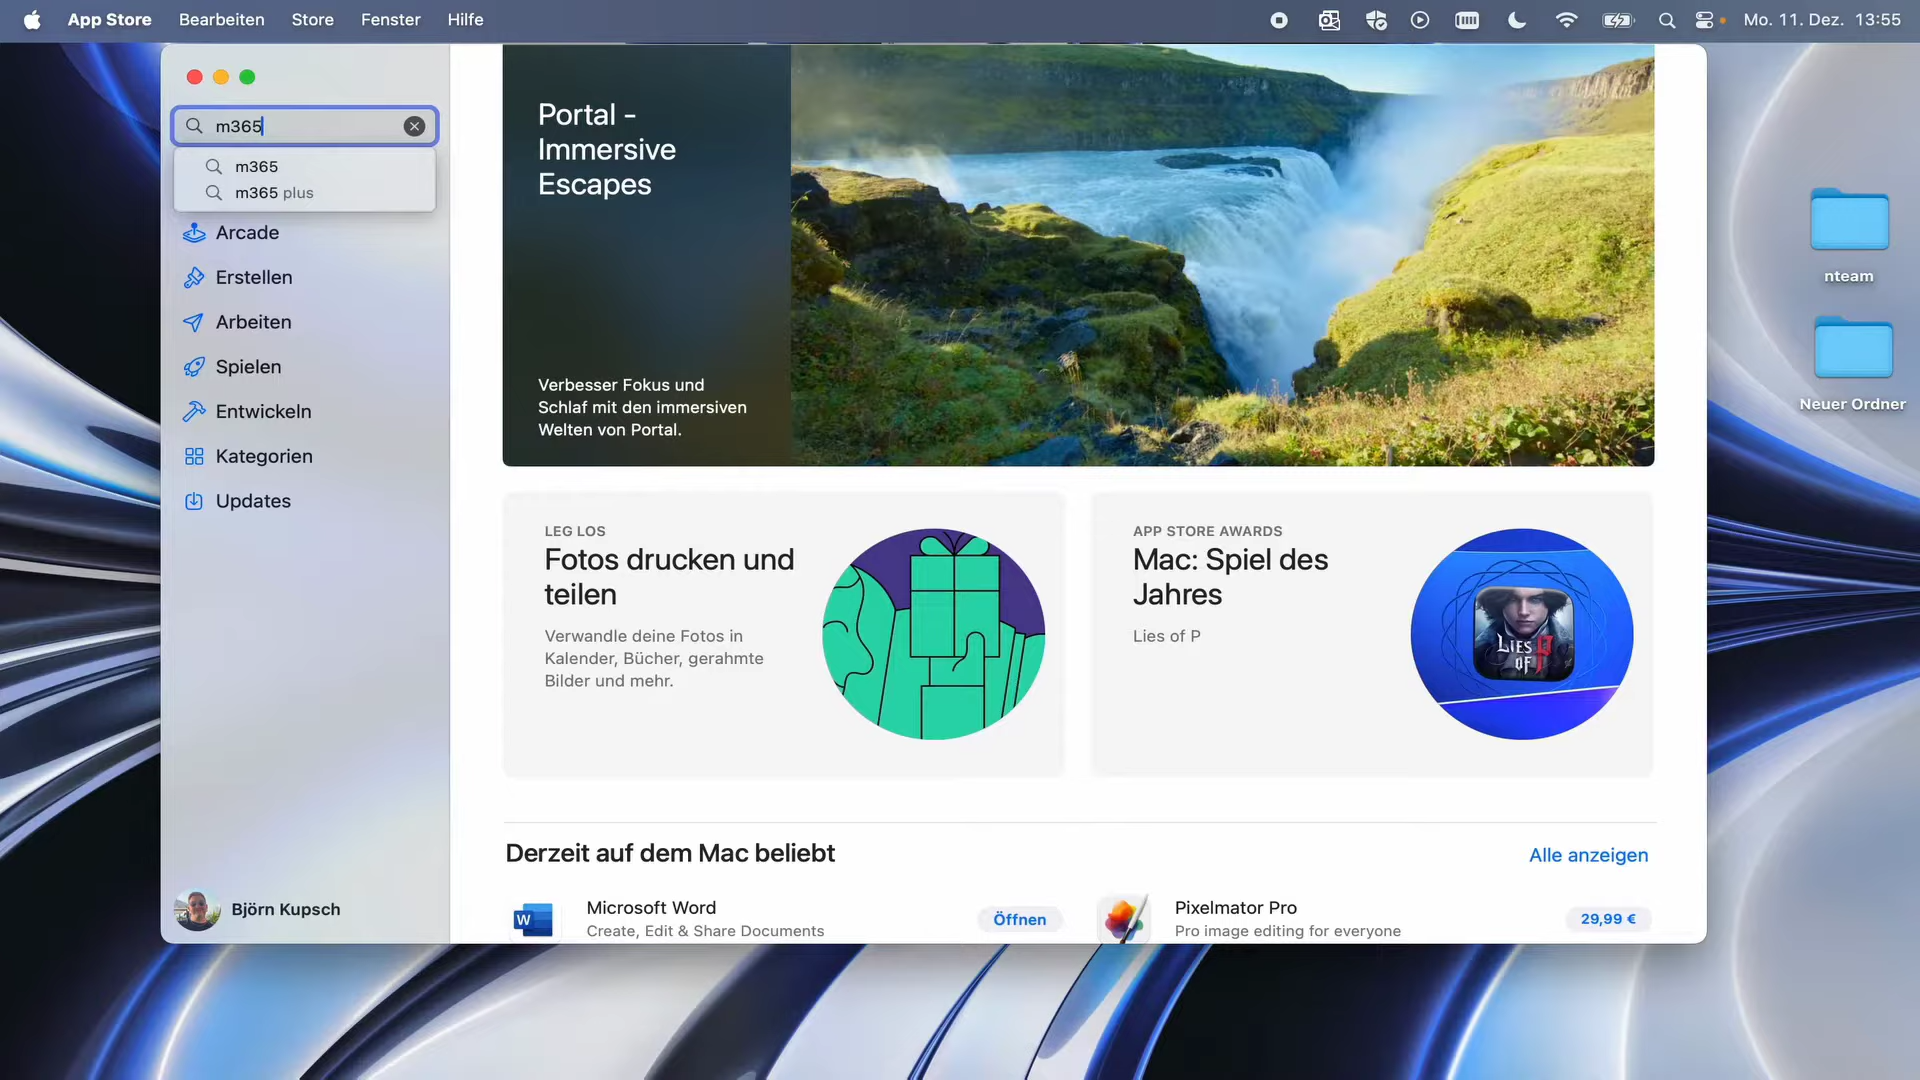 App Store Bearbeiten Store Fenster Hilfe
Mo. 11. Dez. 13:55
m365
m365
m365 plus
Arcade
Erstellen
Arbeiten
Spielen
Entwickeln
Kategorien
Updates
Björn Kupsch
Portal -
Immersive
Escapes
Verbesser Fokus und
Schlaf mit den immersiven
Welten von Portal.
LEG LOS
Fotos drucken und
teilen
Verwandle deine Fotos in
Kalender, Bücher, gerahmte
Bilder und mehr.
APP STORE AWARDS
Mac: Spiel des
Jahres
Lies of P
LIES
OF P
Derzeit auf dem Mac beliebt
Alle anzeigen
W
Microsoft Word
Create, Edit & Share Documents
Öffnen
Pixelmator Pro
Pro image editing for everyone
29,99 €
nteam
Neuer Ordner